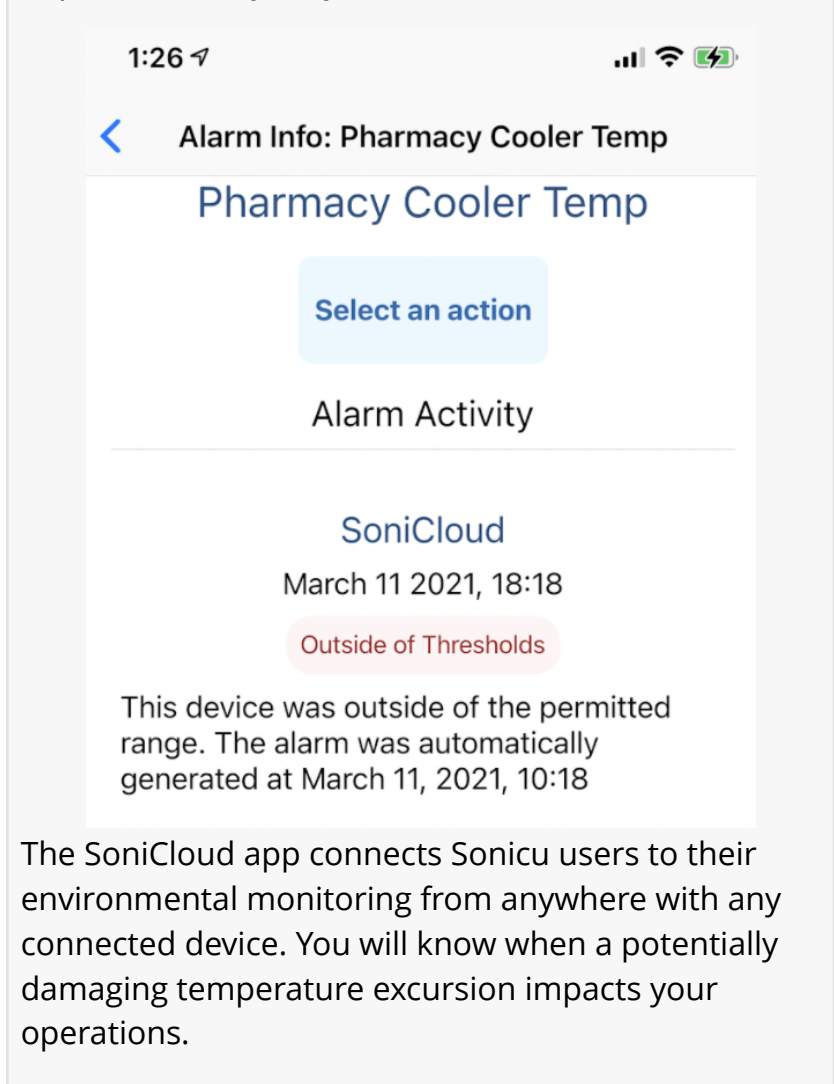 1:26
Alarm Info: Pharmacy Cooler Temp
Pharmacy Cooler Temp
Select an action
Alarm Activity
SoniCloud
March 11 2021, 18:18
Outside of Thresholds
This device was outside of the permitted
range. The alarm was automatically
generated at March 11, 2021, 10:18
The SoniCloud app connects Sonicu users to their
environmental monitoring from anywhere with any
connected device. You will know when a potentially
damaging temperature excursion impacts your
operations.